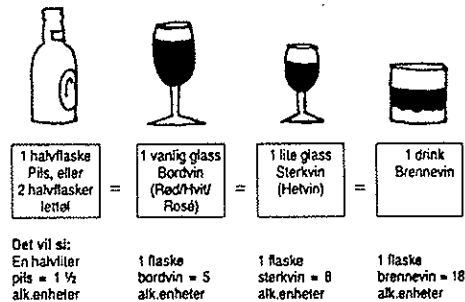 1 halvflaske
Pils, eller
2 halvflasker
lettøl
=
1 vanlig glass
Bordvin
(Rød/Hvit/
Rosé)
=
1 lite glass
Sterkvin
(Hetvin)
=
1 drink
Brennevin
Det vil si:
En halvliter
pils = 1 ½
alk.enheter
1 flaske
bordvin = 5
alk.enheter
1 flaske
sterkvin = 8
alk.enheter
1 flaske
brennevin = 18
alk.enheter